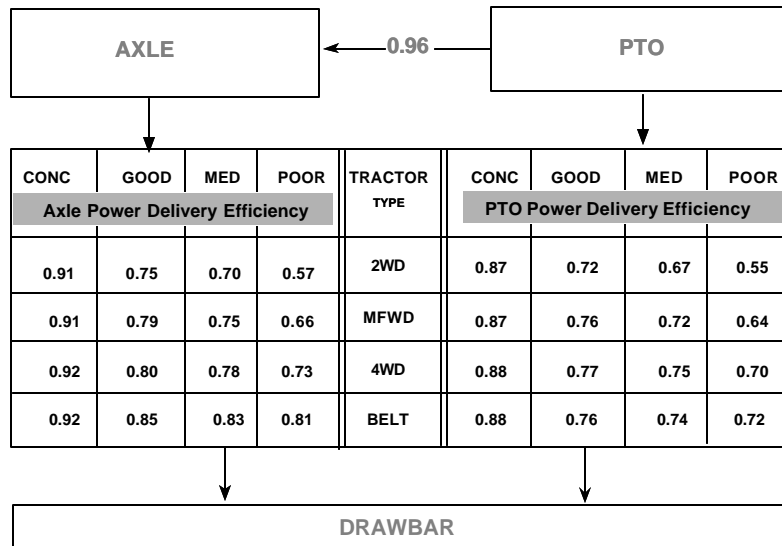 AXLE
0.96
PTO
CONC GOOD MED POOR TRACTOR CONC GOOD MED POOR
TYPE
Axle Power Delivery Efficiency PTO Power Delivery Efficiency
0.91 0.75 0.70 0.57 2WD 0.87 0.72 0.67 0.55
0.91 0.79 0.75 0.66 MFWD 0.87 0.76 0.72 0.64
0.92 0.80 0.78 0.73 4WD 0.88 0.77 0.75 0.70
0.92 0.85 0.83 0.81 BELT 0.88 0.76 0.74 0.72
DRAWBAR